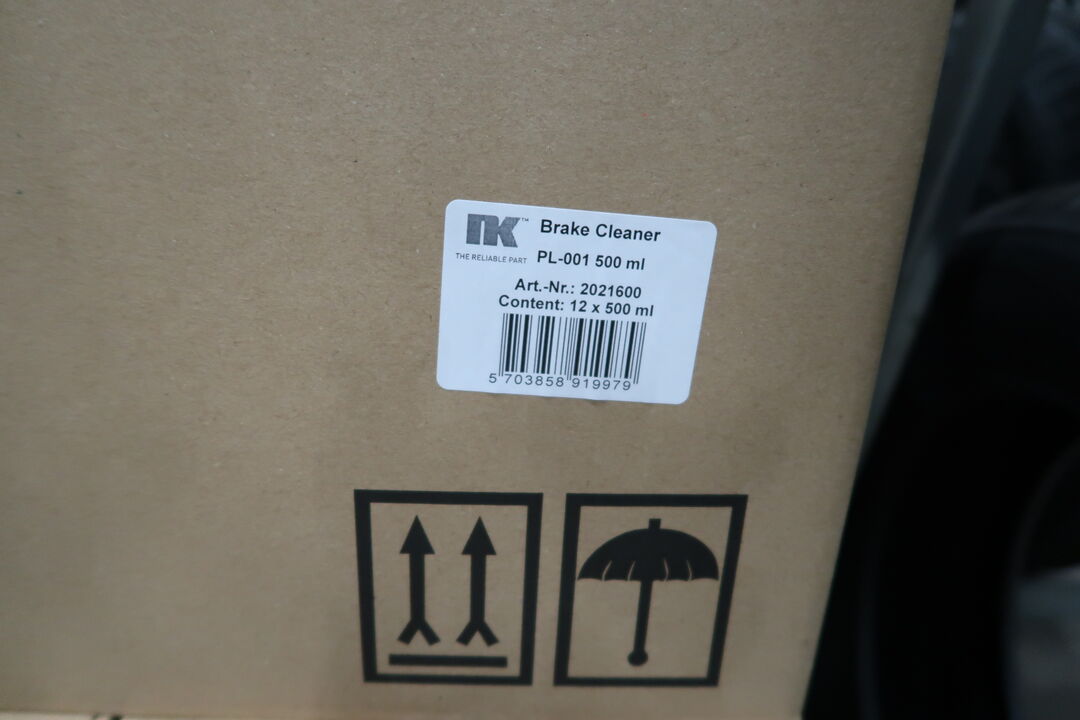 NK™ Brake Cleaner
THE RELIABLE PART PL-001 500 ml
Art.-Nr.: 2021600
Content: 12 x 500 ml
5 703858 919979